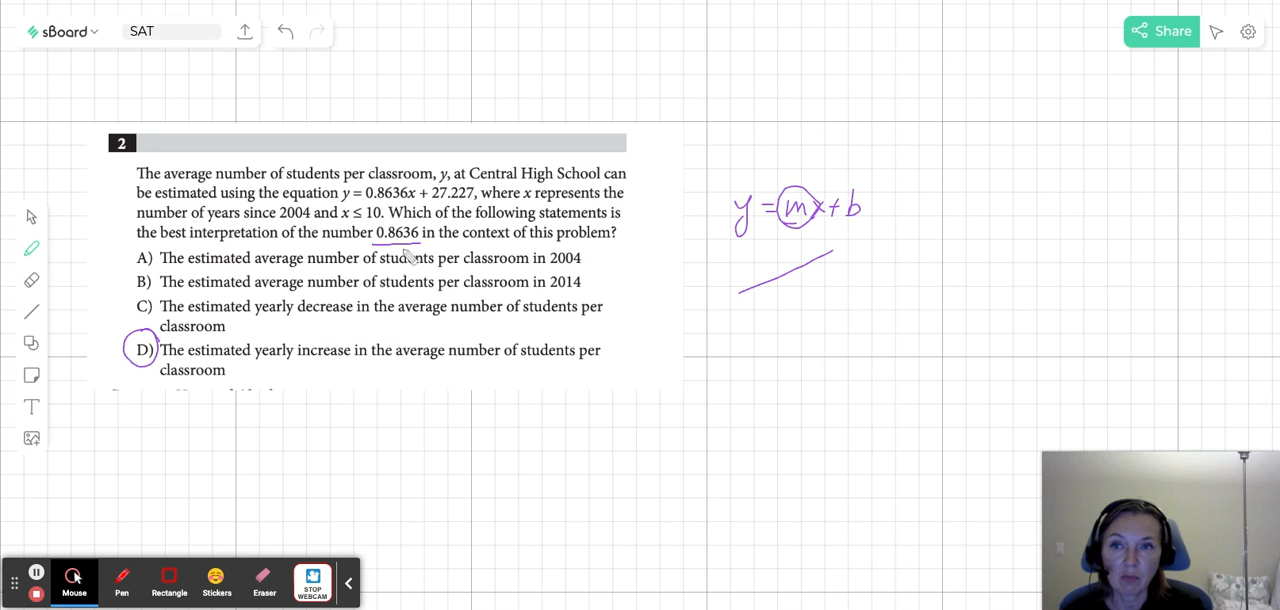 sBoard
SAT
Share
2
The average number of students per classroom, y, at Central High School can
be estimated using the equation y = 0.8636x + 27.227, where x represents the
number of years since 2004 and x ≤ 10. Which of the following statements is
the best interpretation of the number 0.8636 in the context of this problem?
A) The estimated average number of students per classroom in 2004
B) The estimated average number of students per classroom in 2014
C) The estimated yearly decrease in the average number of students per
classroom
D) The estimated yearly increase in the average number of students per
classroom
y = mx + b
Mouse
Pen
Rectangle
Stickers
Eraser
STOP
WEBCAM